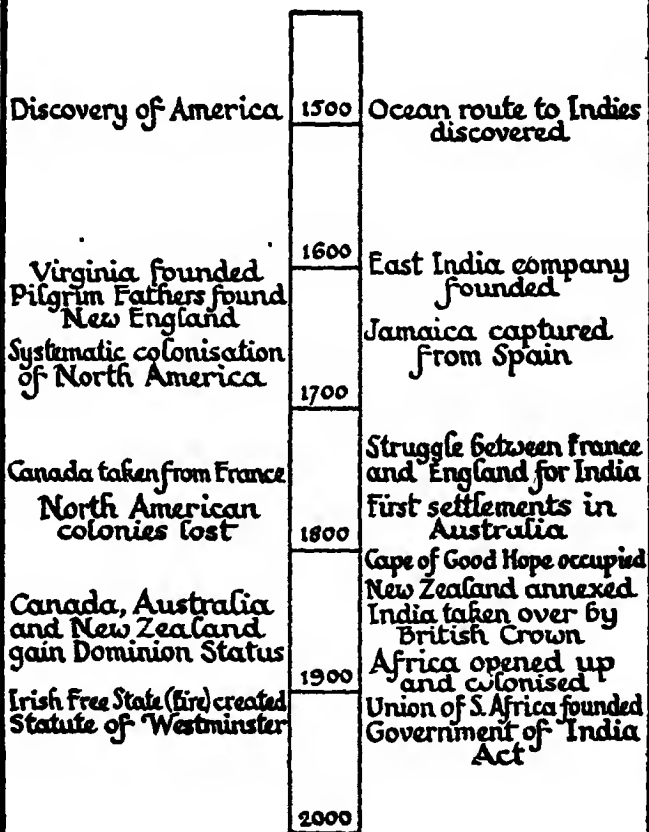 Discovery of America
1500
Ocean route to Indies
discovered
1600
Virginia founded
Pilgrim Fathers found
New England
East India company
founded
Systematic colonisation
of North America
Jamaica captured
from Spain
1700
Canada taken from France
Struggle between France
and England for India
North American
colonies lost
First settlements in
Australia
1800
Cape of Good Hope occupied
New Zealand annexed
Canada, Australia
and New Zealand
gain Dominion Status
India taken over by
British Crown
Africa opened up
and colonised
1900
Irish Free State (Eire) created
Statute of Westminster
Union of S. Africa founded
Government of India
Act
2000